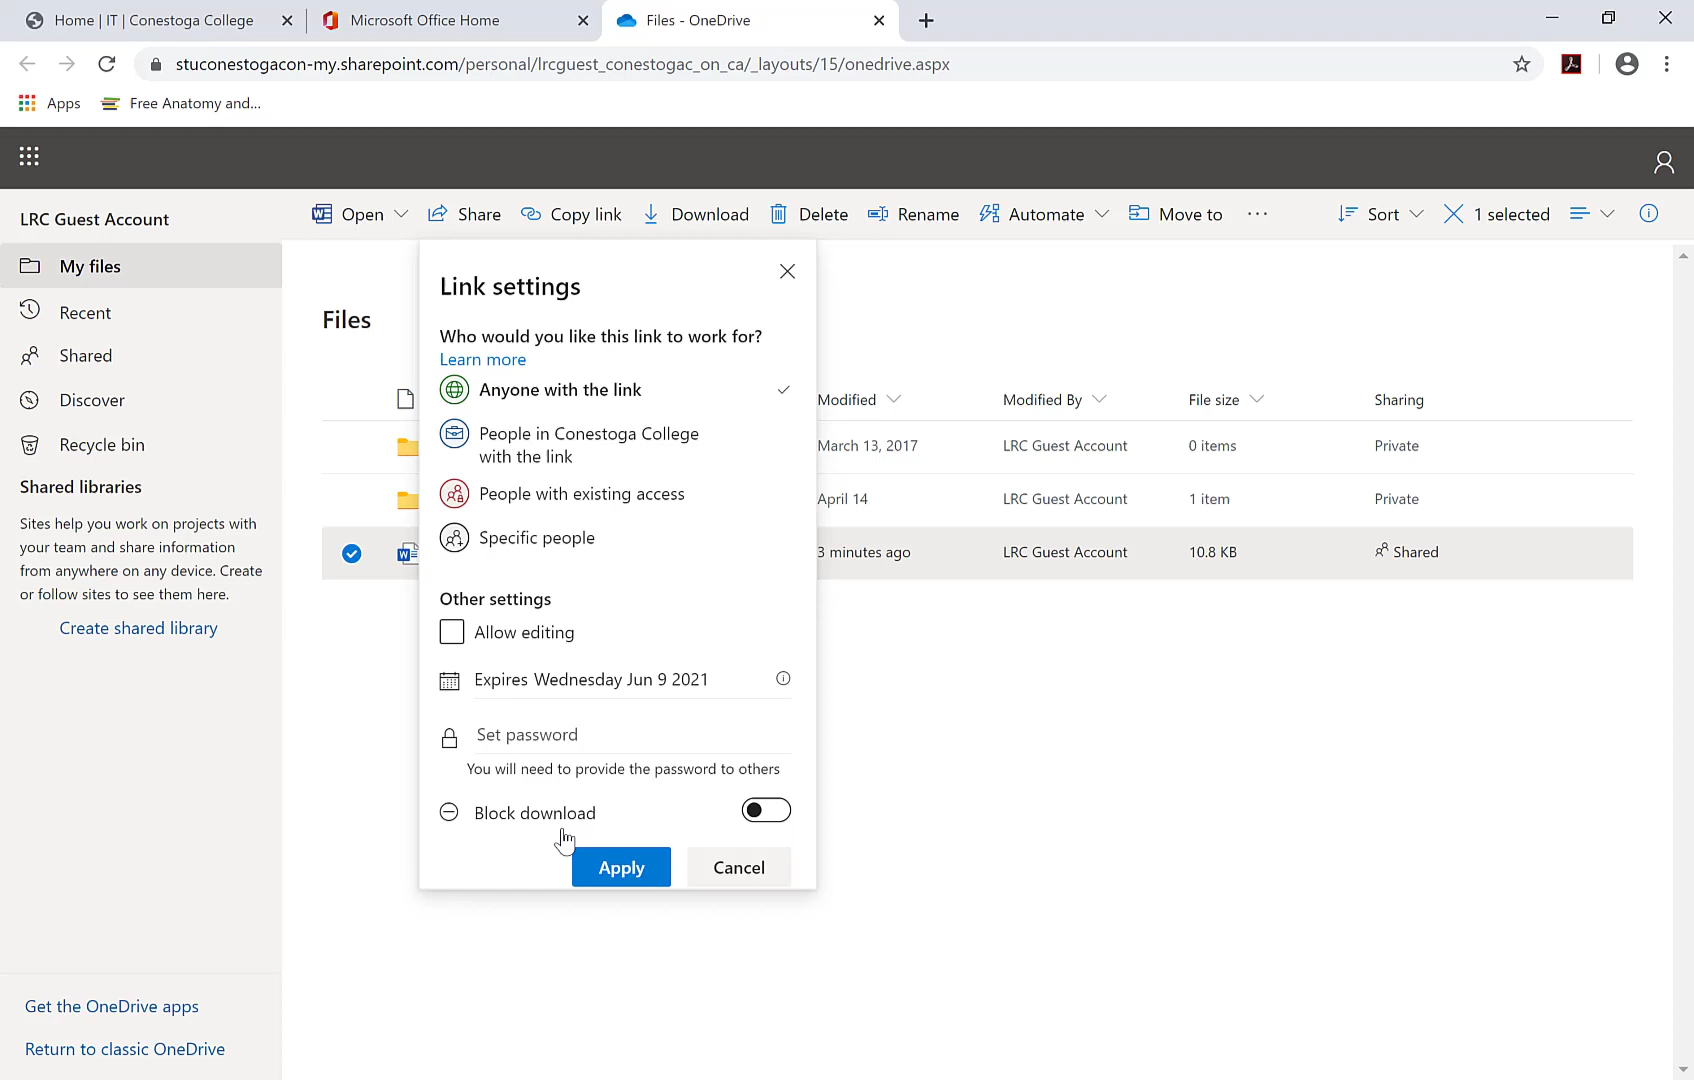 Home | IT | Conestoga College
Microsoft Office Home
Files - OneDrive
stuconestogacon-my.sharepoint.com/personal/lrcguest_conestogac_on_ca/_layouts/15/onedrive.aspx
Apps
Free Anatomy and...
LRC Guest Account
Open
Share
Copy link
Download
Delete
Rename
Automate
Move to
Sort
1 selected
My files
Recent
Shared
Discover
Recycle bin
Shared libraries
Sites help you work on projects with
your team and share information
from anywhere on any device. Create
or follow sites to see them here.
Create shared library
Get the OneDrive apps
Return to classic OneDrive
Files
Link settings
Who would you like this link to work for?
Learn more
Anyone with the link
People in Conestoga College
with the link
People with existing access
Specific people
Other settings
Allow editing
Expires Wednesday Jun 9 2021
Set password
You will need to provide the password to others
Block download
Apply
Cancel
Modified
Modified By
File size
Sharing
March 13, 2017
LRC Guest Account
0 items
Private
April 14
LRC Guest Account
1 item
Private
3 minutes ago
LRC Guest Account
10.8 KB
Shared